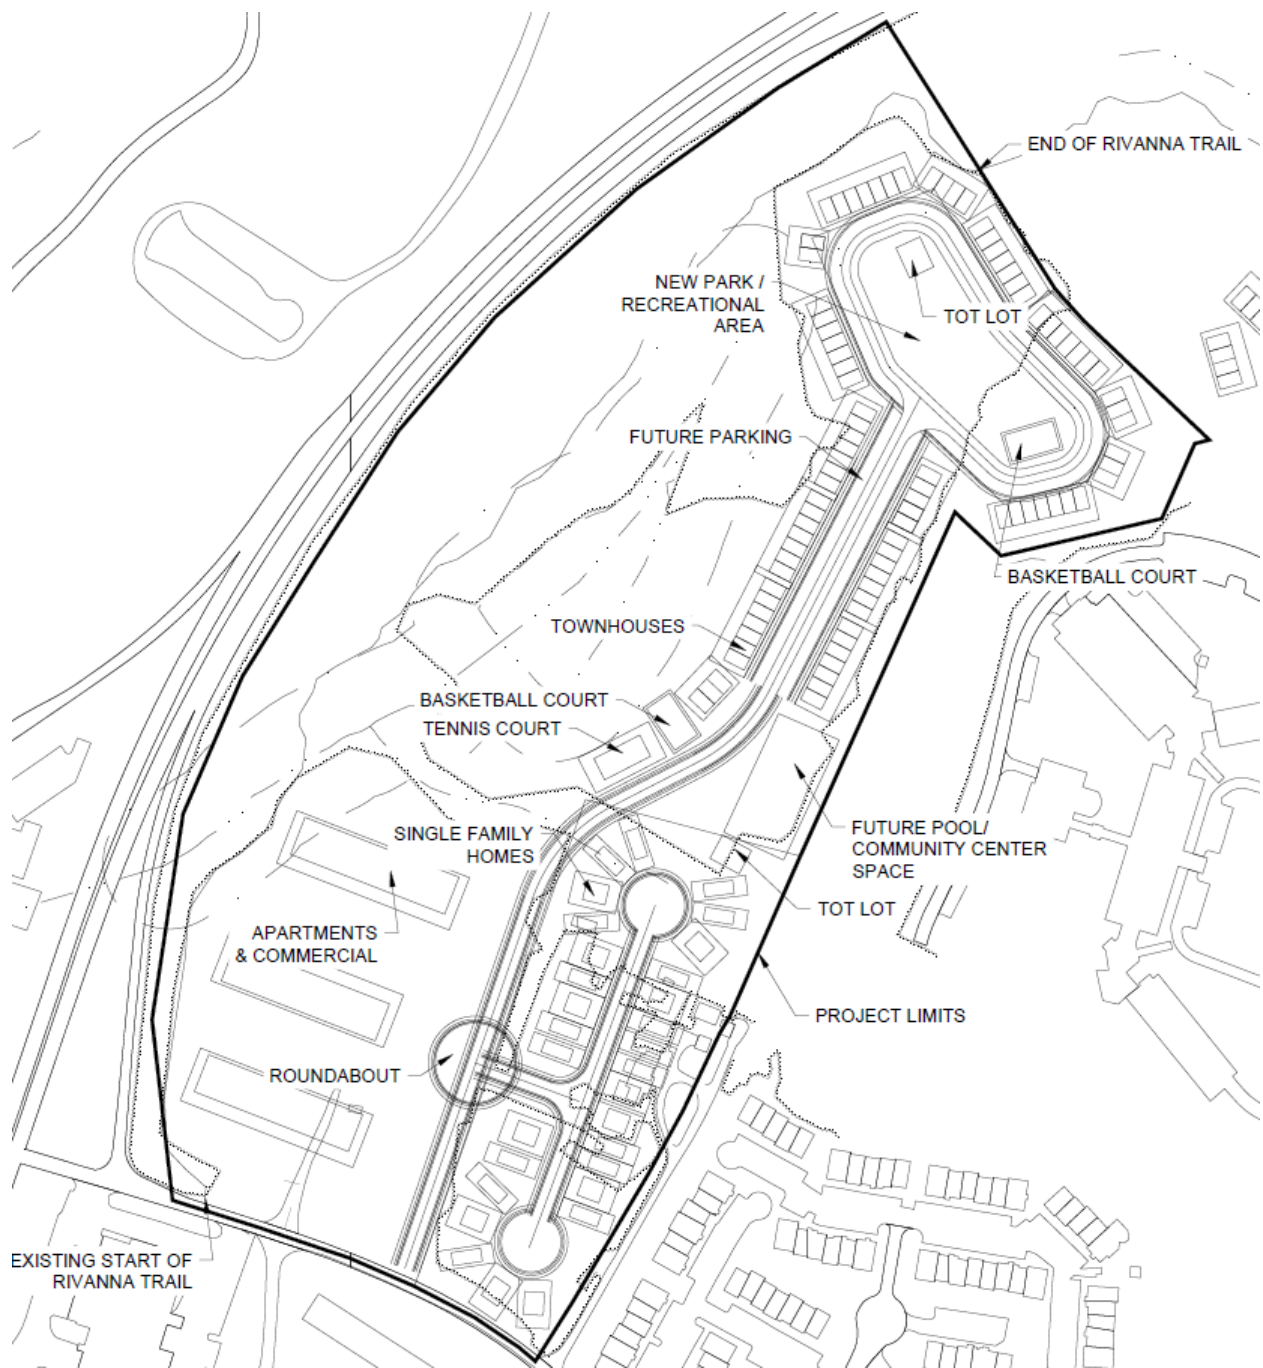 END OF RIVANNA TRAIL
NEW PARK /
RECREATIONAL
AREA
TOT LOT
FUTURE PARKING
BASKETBALL COURT
TOWNHOUSES
BASKETBALL COURT
TENNIS COURT
SINGLE FAMILY
HOMES
FUTURE POOL/
COMMUNITY CENTER
SPACE
TOT LOT
APARTMENTS
& COMMERCIAL
PROJECT LIMITS
ROUNDABOUT
EXISTING START OF
RIVANNA TRAIL